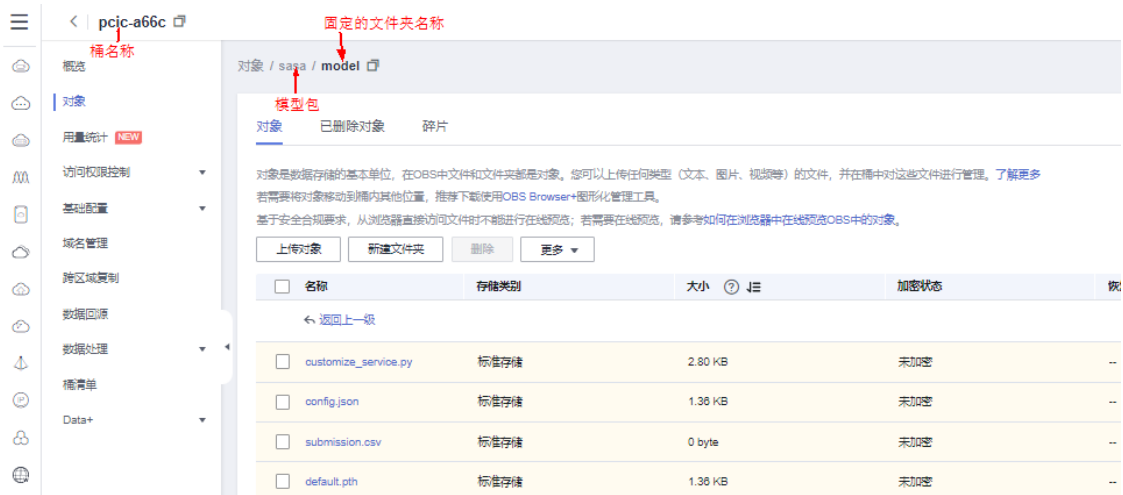 pcic-a66c
固定的文件夹名称
桶名称
概览
对象 / sasa / model
对象
模型包
对象 已删除对象 碎片
用量统计 NEW
访问权限控制
对象是数据存储的基本单位，在OBS中文件和文件夹都是对象。您可以上传任何类型（文本、图片、视频等）的文件，并在桶中对这些文件进行管理。了解更多
若需要将对象移动到桶内其他位置，推荐下载使用OBS Browser+图形化管理工具。
基础配置
基于安全合规要求，从浏览器直接访问文件时不能进行在线预览；若需要在线预览，请参考如何在浏览器中在线预览OBS中的对象。
域名管理
上传对象 新建文件夹 删除 更多
跨区域复制
名称 存储类别 大小 加密状态 恢
数据回源
返回上一级
数据处理
customize_service.py 标准存储 2.80 KB 未加密 --
桶清单
config.json 标准存储 1.36 KB 未加密 --
Data+
submission.csv 标准存储 0 byte 未加密 --
default.pth 标准存储 1.36 KB 未加密 --